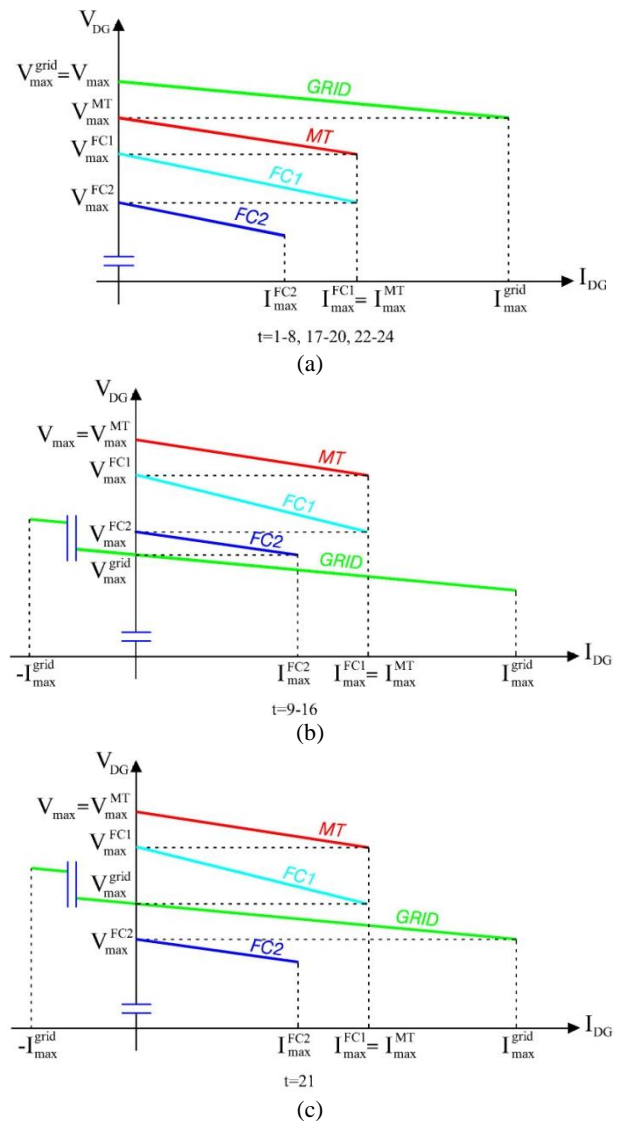 V_DG
V_max^grid = V_max
GRID
V_max^MT
MT
V_max^FC1
FC1
V_max^FC2
FC2
I_max^FC2 I_max^FC1 = I_max^MT I_max^grid I_DG
t=1-8, 17-20, 22-24
(a)
V_DG
V_max = V_max^MT
MT
V_max^FC1
FC1
V_max^FC2
FC2
V_max^grid
GRID
-I_max^grid I_max^FC2 I_max^FC1 = I_max^MT I_max^grid I_DG
t=9-16
(b)
V_DG
V_max = V_max^MT
MT
V_max^FC1
FC1
V_max^grid
GRID
V_max^FC2
FC2
-I_max^grid I_max^FC2 I_max^FC1 = I_max^MT I_max^grid I_DG
t=21
(c)